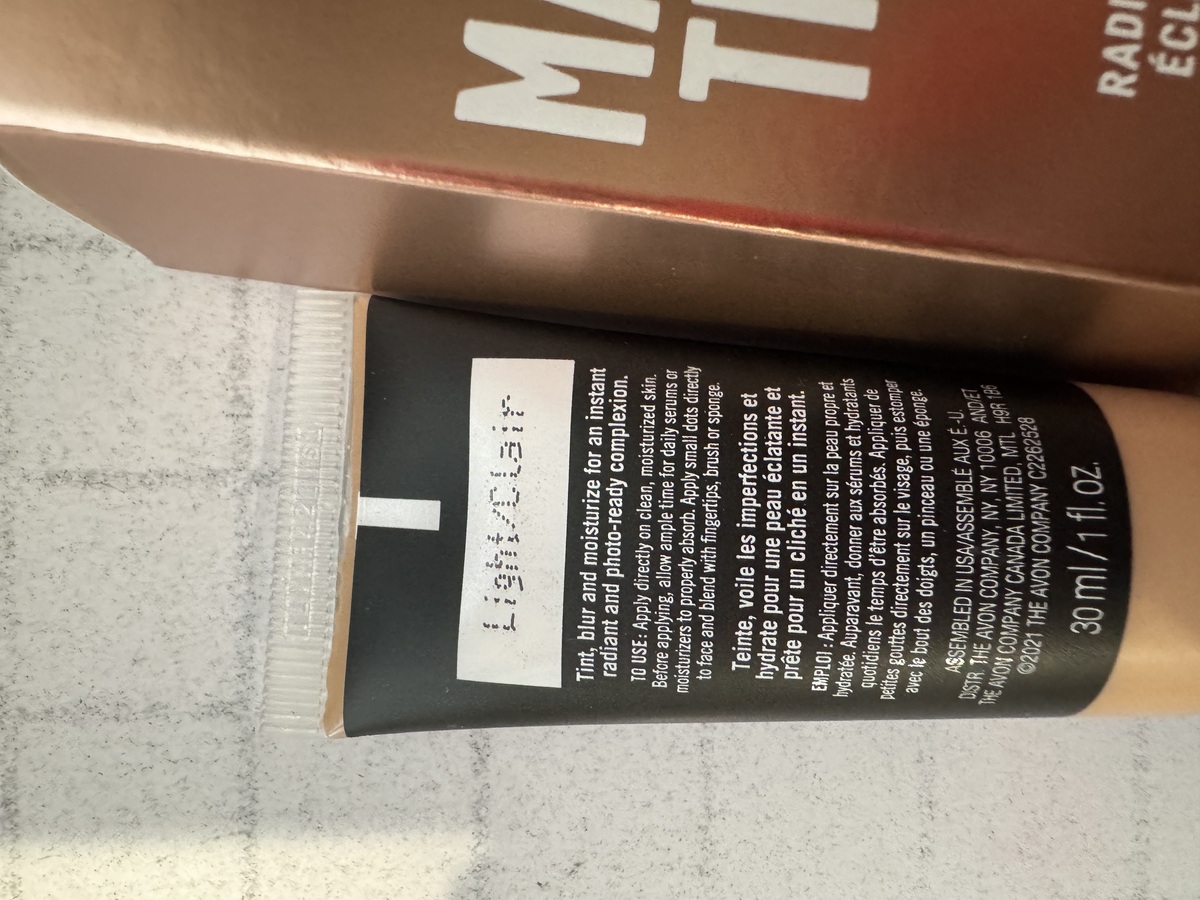 Light/Clair
Tint, blur and moisturize for an instant
radiant and photo-ready complexion.
TO USE: Apply directly on clean, moisturized skin.
Before applying, allow ample time for daily serums or
moisturizers to properly absorb. Apply small dots directly
to face and blend with fingertips, brush or sponge.
Teinte, voile les imperfections et
hydrate pour une peau éclatante et
prête pour un cliché en un instant.
EMPLOI : Appliquer directement sur la peau propre et
hydratée. Auparavant, donner aux sérums et hydratants
quotidiens le temps d'être absorbés. Appliquer de
petites gouttes directement sur le visage, puis estomper
avec le bout des doigts, un pinceau ou une éponge.
ASSEMBLED IN USA/ASSEMBLÉ AUX É.-U.
DISTR. THE AVON COMPANY, NY, NY 10006 AND/ET
THE AVON COMPANY CANADA LIMITED, MTL H9R 1B6
©2021 THE AVON COMPANY C2262528
30 ml / 1 fl. oz.